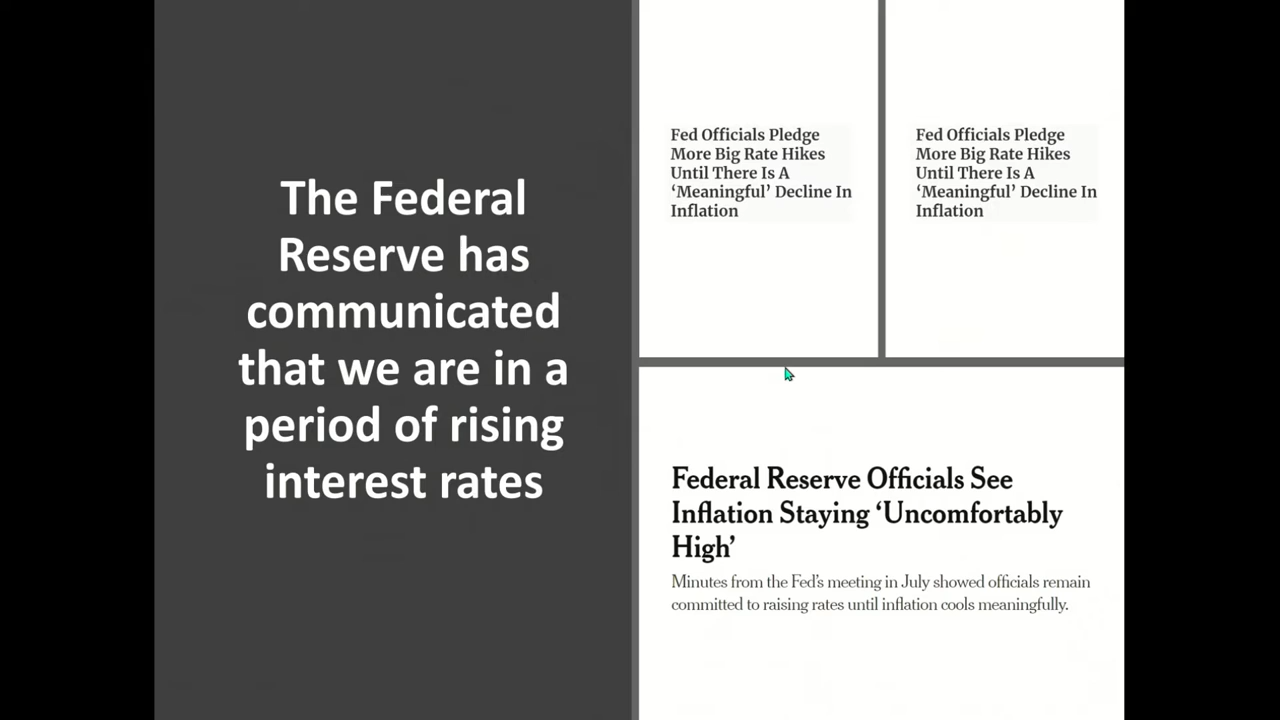 The Federal
Reserve has
communicated
that we are in a
period of rising
interest rates
Fed Officials Pledge
More Big Rate Hikes
Until There Is A
‘Meaningful’ Decline In
Inflation
Fed Officials Pledge
More Big Rate Hikes
Until There Is A
‘Meaningful’ Decline In
Inflation
Federal Reserve Officials See
Inflation Staying ‘Uncomfortably
High’
Minutes from the Fed’s meeting in July showed officials remain
committed to raising rates until inflation cools meaningfully.